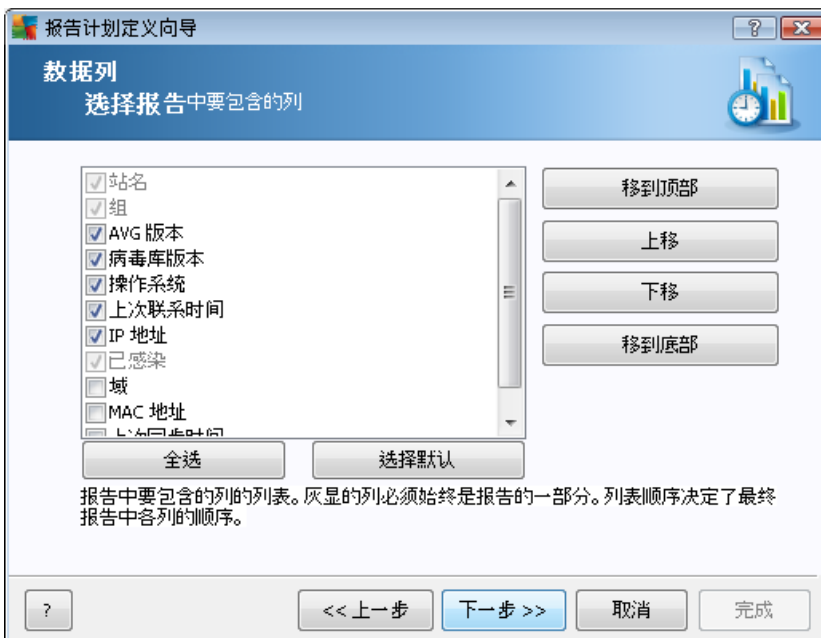 报告计划定义向导
数据列
选择报告中要包含的列
站名
组
AVG 版本
病毒库版本
操作系统
上次联系时间
IP 地址
已感染
域
MAC 地址
上次同步时间
移到顶部
上移
下移
移到底部
全选
选择默认
报告中要包含的列的列表。灰显的列必须始终是报告的一部分。列表顺序决定了最终
报告中各列的顺序。
?
<< 上一步
下一步 >>
取消
完成